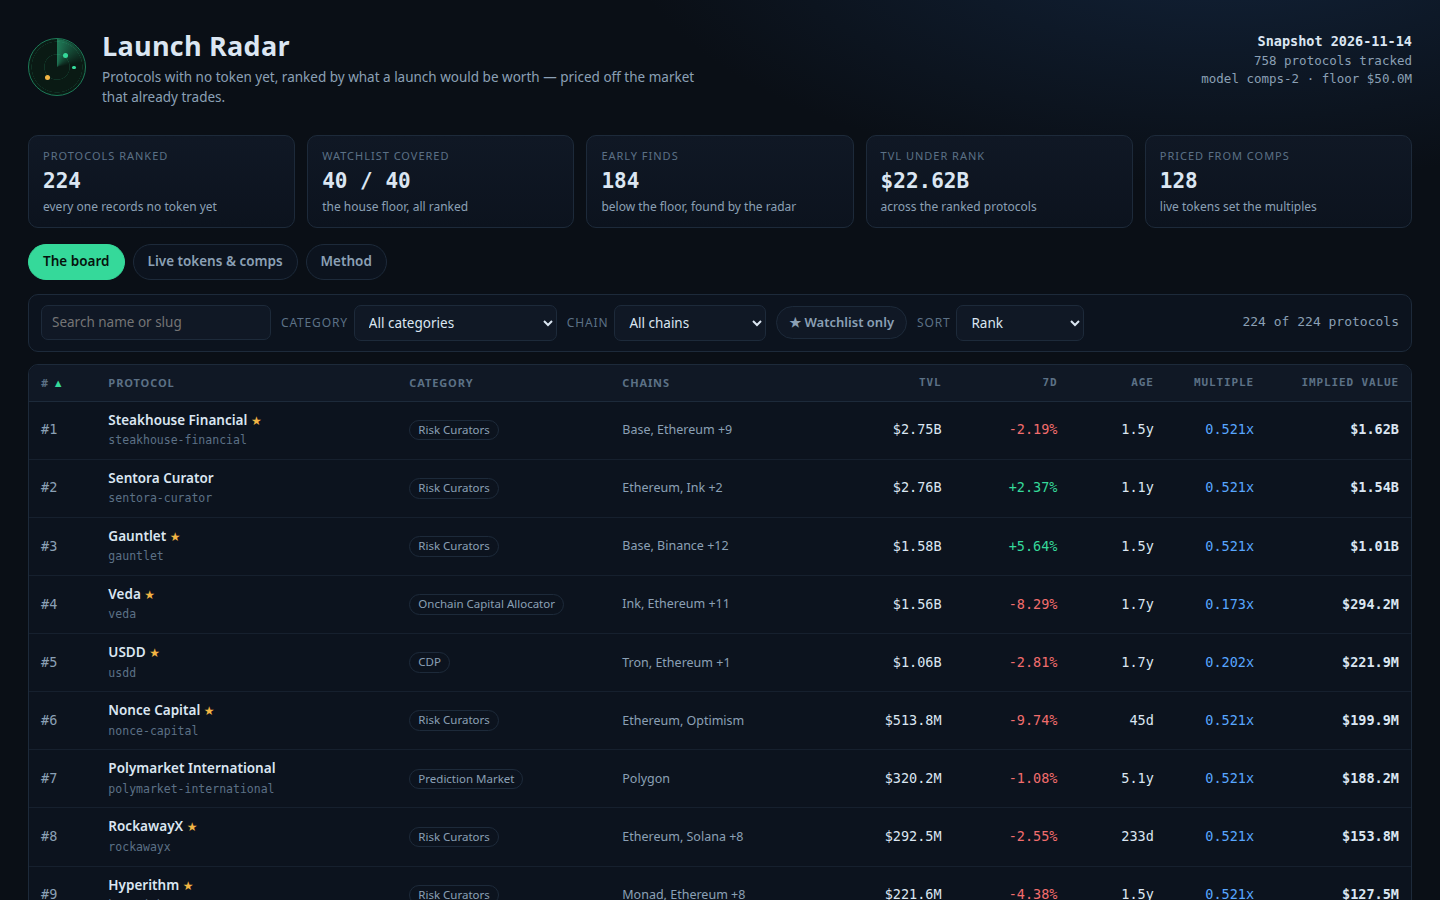 Launch Radar
Protocols with no token yet, ranked by what a launch would be worth — priced off the market
that already trades.
Snapshot 2026-11-14
758 protocols tracked
model comps-2 · floor $50.0M
PROTOCOLS RANKED
224
every one records no token yet
WATCHLIST COVERED
40 / 40
the house floor, all ranked
EARLY FINDS
184
below the floor, found by the radar
TVL UNDER RANK
$22.62B
across the ranked protocols
PRICED FROM COMPS
128
live tokens set the multiples
The board
Live tokens & comps
Method
Search name or slug CATEGORY All categories CHAIN All chains ★ Watchlist only SORT Rank 224 of 224 protocols
# ▲ PROTOCOL CATEGORY CHAINS TVL 7D AGE MULTIPLE IMPLIED VALUE
#1 Steakhouse Financial ★ Risk Curators Base, Ethereum +9 $2.75B -2.19% 1.5y 0.521x $1.62B
steakhouse-financial
#2 Sentora Curator Risk Curators Ethereum, Ink +2 $2.76B +2.37% 1.1y 0.521x $1.54B
sentora-curator
#3 Gauntlet ★ Risk Curators Base, Binance +12 $1.58B +5.64% 1.5y 0.521x $1.01B
gauntlet
#4 Veda ★ Onchain Capital Allocator Ink, Ethereum +11 $1.56B -8.29% 1.7y 0.173x $294.2M
veda
#5 USDD ★ CDP Tron, Ethereum +1 $1.06B -2.81% 1.7y 0.202x $221.9M
usdd
#6 Nonce Capital ★ Risk Curators Ethereum, Optimism $513.8M -9.74% 45d 0.521x $199.9M
nonce-capital
#7 Polymarket International Prediction Market Polygon $320.2M -1.08% 5.1y 0.521x $188.2M
polymarket-international
#8 RockawayX ★ Risk Curators Ethereum, Solana +8 $292.5M -2.55% 233d 0.521x $153.8M
rockawayx
#9 Hyperithm ★ Risk Curators Monad, Ethereum +8 $221.6M -4.38% 1.5y 0.521x $127.5M